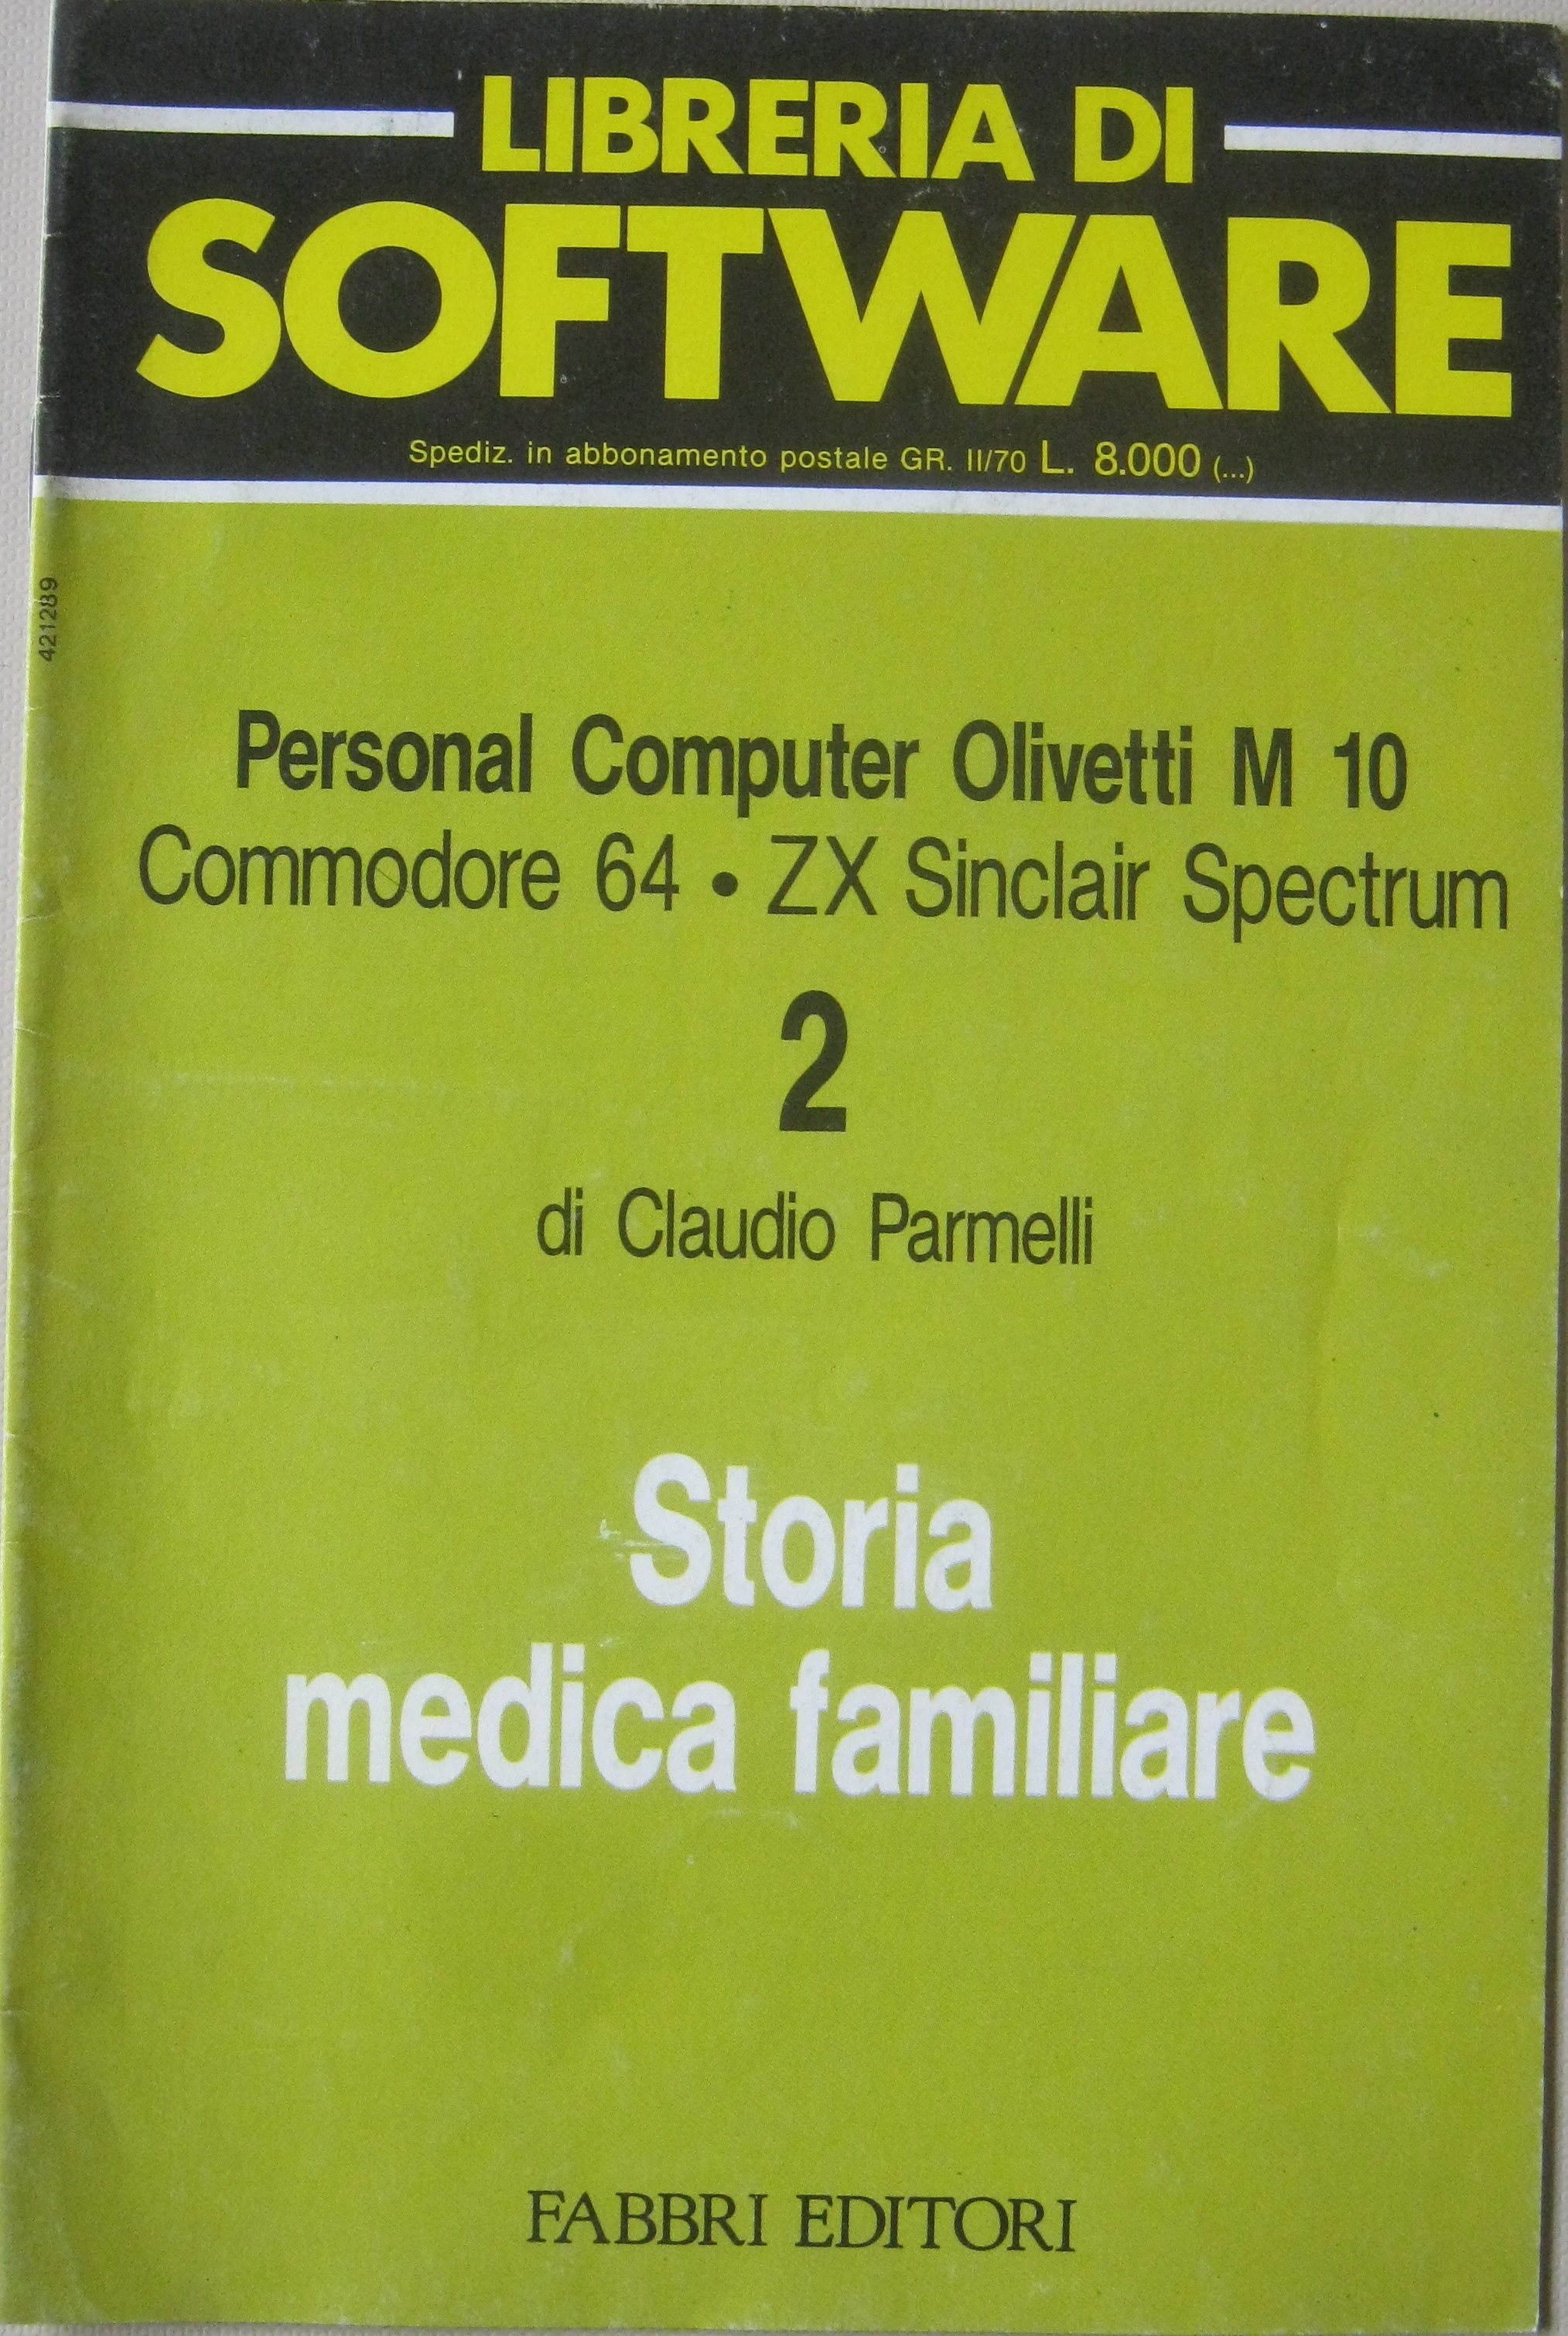 LIBRERIA DI
SOFTWARE
Spediz. in abbonamento postale GR. II/70 L. 8.000 (...)
421289
Personal Computer Olivetti M 10
Commodore 64 • ZX Sinclair Spectrum
2
di Claudio Parmelli
Storia
medica familiare
FABBRI EDITORI